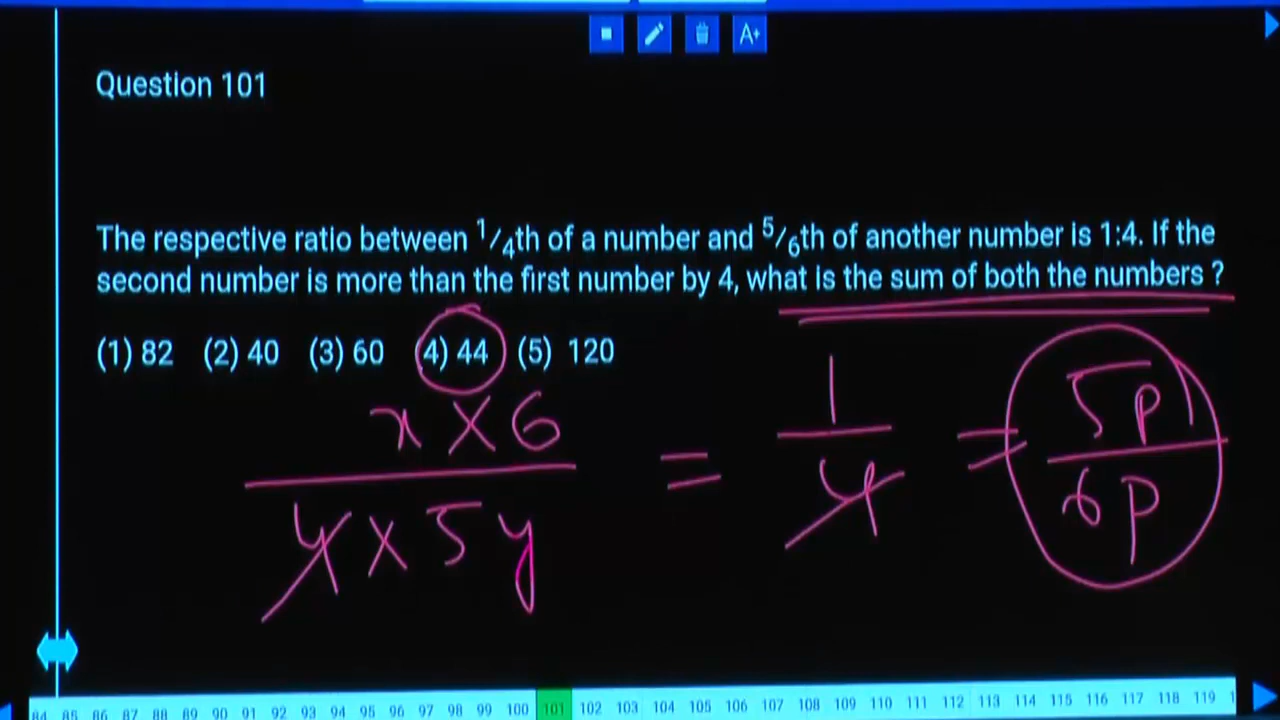 A+
Question 101
The respective ratio between 1/4th of a number and 5/6th of another number is 1:4. If the
second number is more than the first number by 4, what is the sum of both the numbers ?
(1) 82 (2) 40 (3) 60 4) 44 (5) 120
x × 6 / 4 × 5 y = 1 / 4 = 5 p / 6 p
84 85 86 87 88 89 90 91 92 93 94 95 96 97 98 99 100 101 102 103 104 105 106 107 108 109 110 111 112 113 114 115 116 117 118 119 1